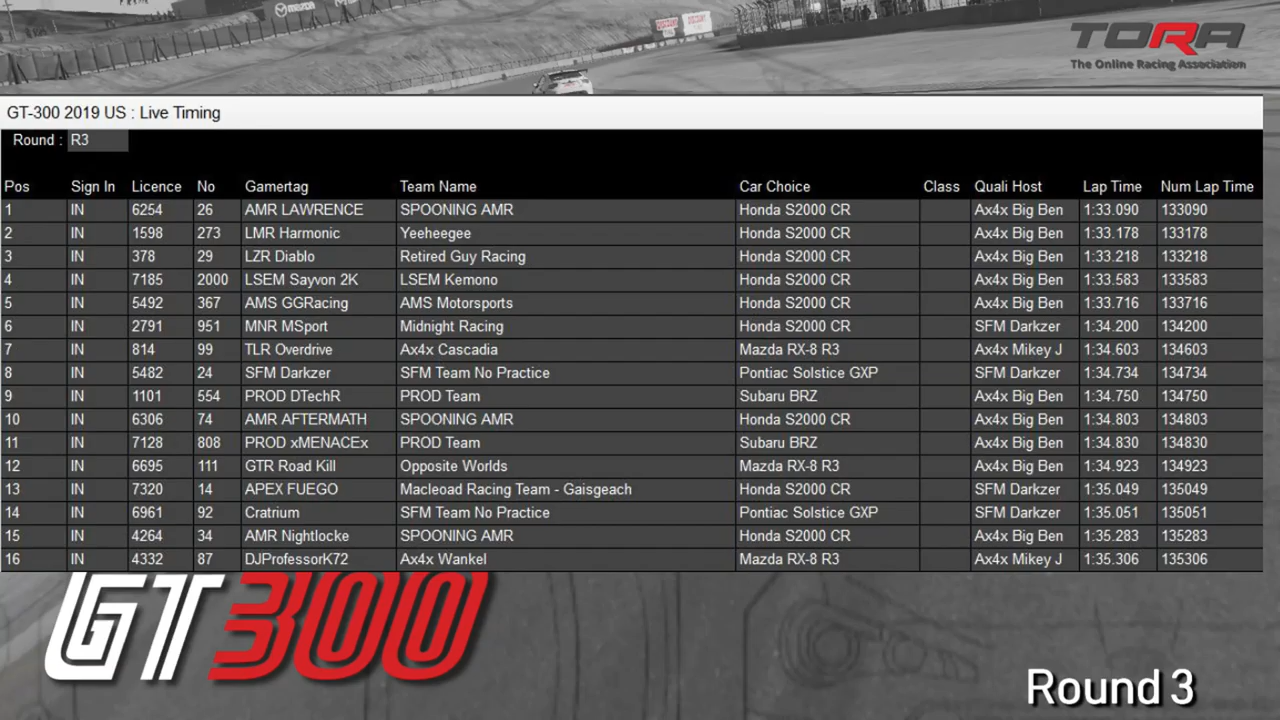 mazda
DISCOUNT
TORA
The Online Racing Association
GT-300 2019 US : Live Timing
Round : R3
Pos Sign In Licence No Gamertag Team Name Car Choice Class Quali Host Lap Time Num Lap Time
1 IN 6254 26 AMR LAWRENCE SPOONING AMR Honda S2000 CR Ax4x Big Ben 1:33.090 133090
2 IN 1598 273 LMR Harmonic Yeeheegee Honda S2000 CR Ax4x Big Ben 1:33.178 133178
3 IN 378 29 LZR Diablo Retired Guy Racing Honda S2000 CR Ax4x Big Ben 1:33.218 133218
4 IN 7185 2000 LSEM Sayvon 2K LSEM Kemono Honda S2000 CR Ax4x Big Ben 1:33.583 133583
5 IN 5492 367 AMS GGRacing AMS Motorsports Honda S2000 CR Ax4x Big Ben 1:33.716 133716
6 IN 2791 951 MNR MSport Midnight Racing Honda S2000 CR SFM Darkzer 1:34.200 134200
7 IN 814 99 TLR Overdrive Ax4x Cascadia Mazda RX-8 R3 Ax4x Mikey J 1:34.603 134603
8 IN 5482 24 SFM Darkzer SFM Team No Practice Pontiac Solstice GXP SFM Darkzer 1:34.734 134734
9 IN 1101 554 PROD DTechR PROD Team Subaru BRZ Ax4x Big Ben 1:34.750 134750
10 IN 6306 74 AMR AFTERMATH SPOONING AMR Honda S2000 CR Ax4x Big Ben 1:34.803 134803
11 IN 7128 808 PROD xMENACEx PROD Team Subaru BRZ Ax4x Big Ben 1:34.830 134830
12 IN 6695 111 GTR Road Kill Opposite Worlds Mazda RX-8 R3 Ax4x Big Ben 1:34.923 134923
13 IN 7320 14 APEX FUEGO Macleoad Racing Team - Gaisgeach Honda S2000 CR SFM Darkzer 1:35.049 135049
14 IN 6961 92 Cratrium SFM Team No Practice Pontiac Solstice GXP SFM Darkzer 1:35.051 135051
15 IN 4264 34 AMR Nightlocke SPOONING AMR Honda S2000 CR Ax4x Big Ben 1:35.283 135283
16 IN 4332 87 DJProfessorK72 Ax4x Wankel Mazda RX-8 R3 Ax4x Mikey J 1:35.306 135306
GT300
Round 3